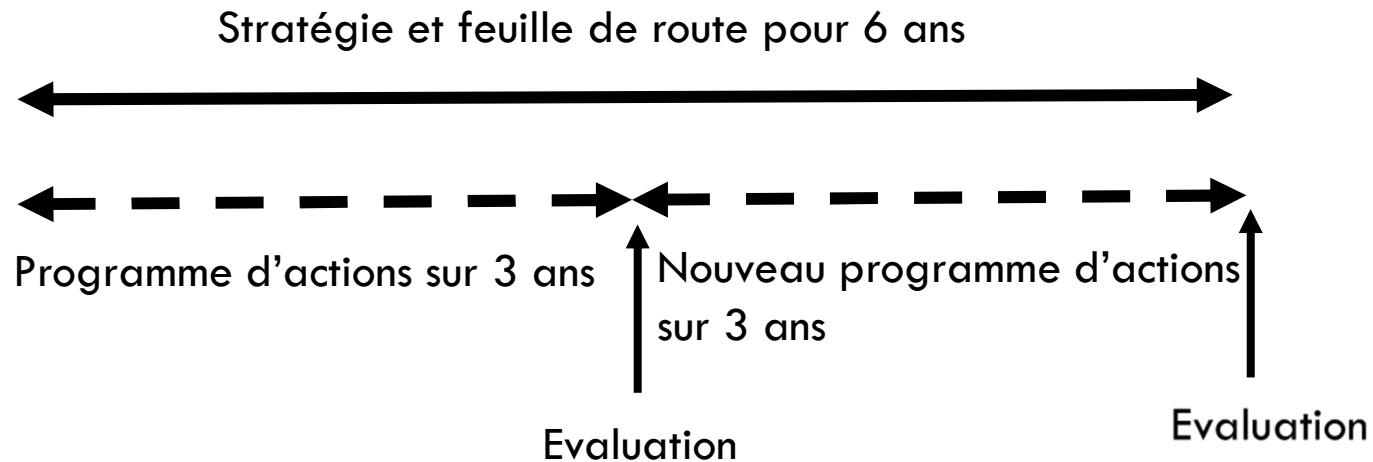 Stratégie et feuille de route pour 6 ans
Programme d’actions sur 3 ans
Nouveau programme d’actions
sur 3 ans
Evaluation
Evaluation